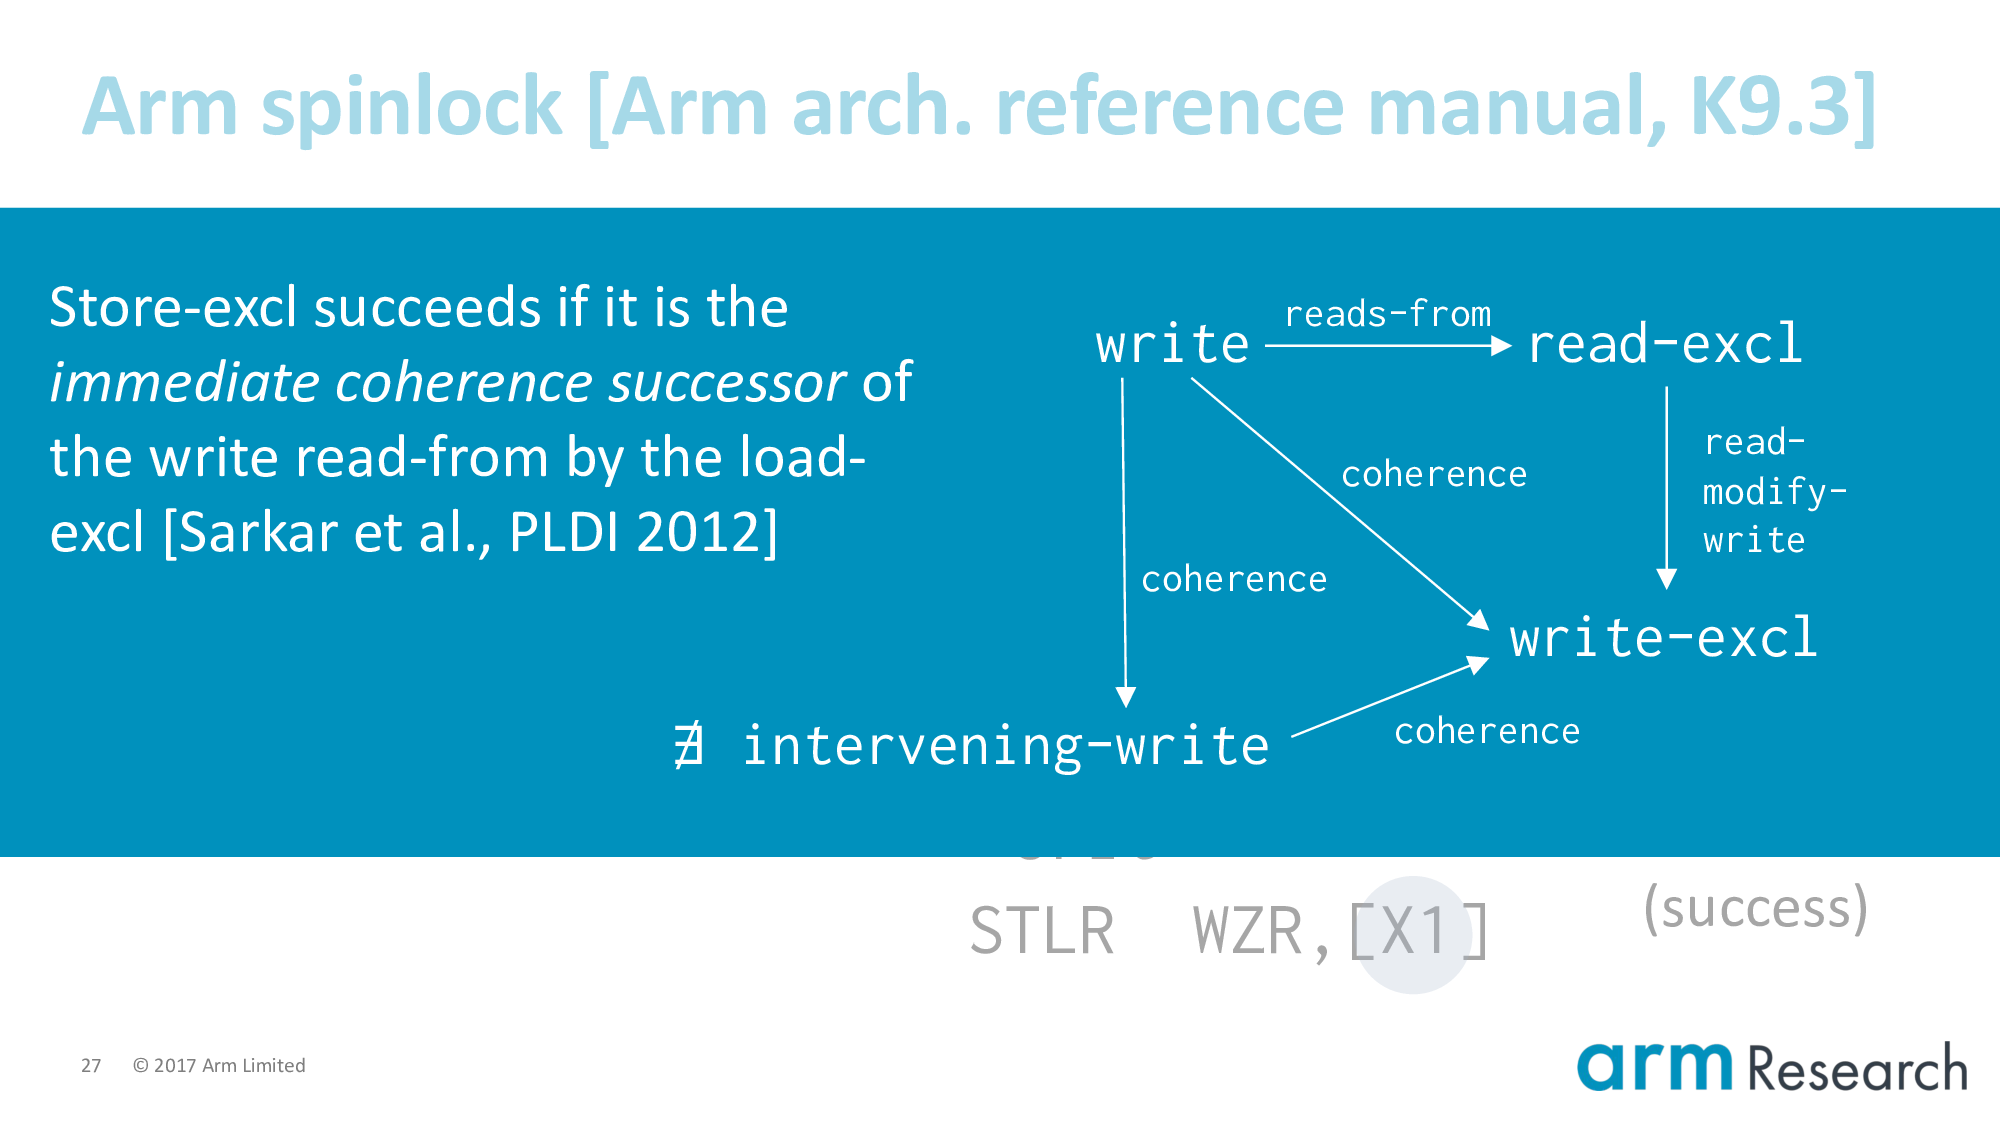 Arm spinlock [Arm arch. reference manual, K9.3]
Store-excl succeeds if it is the
immediate coherence successor of
the write read-from by the load-
excl [Sarkar et al., PLDI 2012]
write
reads-from
read-excl
coherence
read-
modify-
write
coherence
write-excl
∄ intervening-write
coherence
STLR WZR,[X1]
(success)
27 © 2017 Arm Limited
arm Research